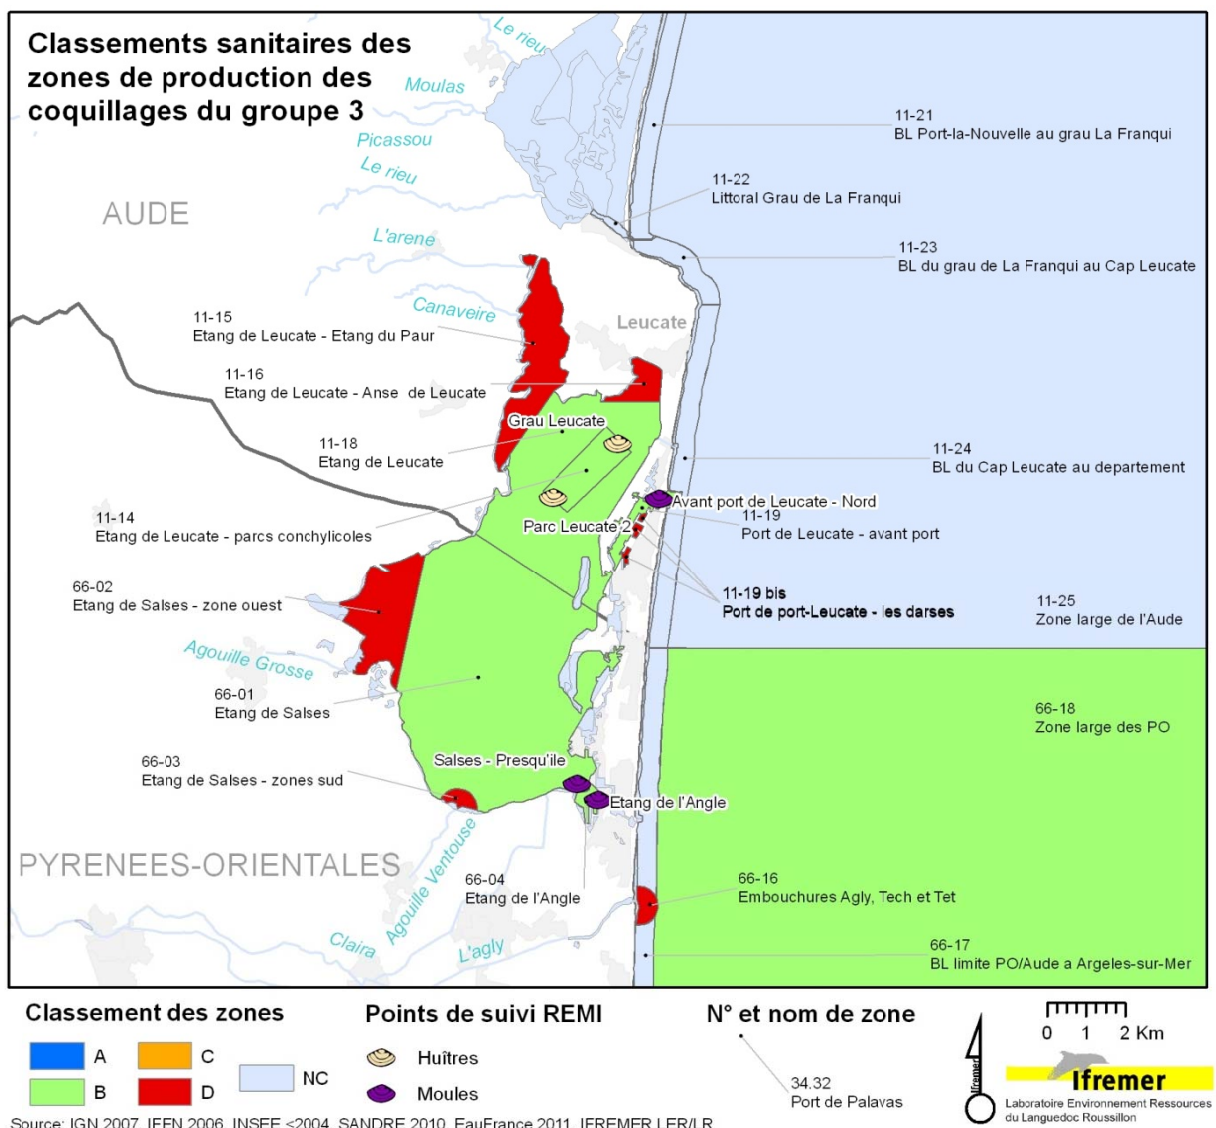 Classements sanitaires des
zones de production des
coquillages du groupe 3
Le rieu
Moulas
Picassou
Le rieu
AUDE
L'arene
Canaveire
11-21
BL Port-la-Nouvelle au grau La Franqui
11-22
Littoral Grau de La Franqui
11-23
BL du grau de La Franqui au Cap Leucate
11-15
Etang de Leucate - Etang du Paur
Leucate
11-16
Etang de Leucate - Anse de Leucate
Grau Leucate
11-18
Etang de Leucate
11-24
BL du Cap Leucate au departement
Avant port de Leucate - Nord
11-14
Etang de Leucate - parcs conchylicoles
Parc Leucate 2
11-19
Port de Leucate - avant port
66-02
Etang de Salses - zone ouest
11-19 bis
Port de port-Leucate - les darses
11-25
Zone large de l'Aude
Agouille Grosse
66-01
Etang de Salses
66-18
Zone large des PO
66-03
Etang de Salses - zones sud
Salses - Presqu'ile
Etang de l'Angle
PYRENEES-ORIENTALES
Agouille Ventouse
66-04
Etang de l'Angle
66-16
Embouchures Agly, Tech et Tet
Claira
L'agly
66-17
BL limite PO/Aude a Argeles-sur-Mer
Classement des zones
A
C
B
D
NC
Points de suivi REMI
Huîtres
Moules
N° et nom de zone
34.32
Port de Palavas
0 1 2 Km
Ifremer
Ifremer
Laboratoire Environnement Ressources
du Languedoc Roussillon
Source: IGN 2007, IFEN 2006, INSEE <2004, SANDRE 2010, EauFrance 2011, IFREMER LER/LR